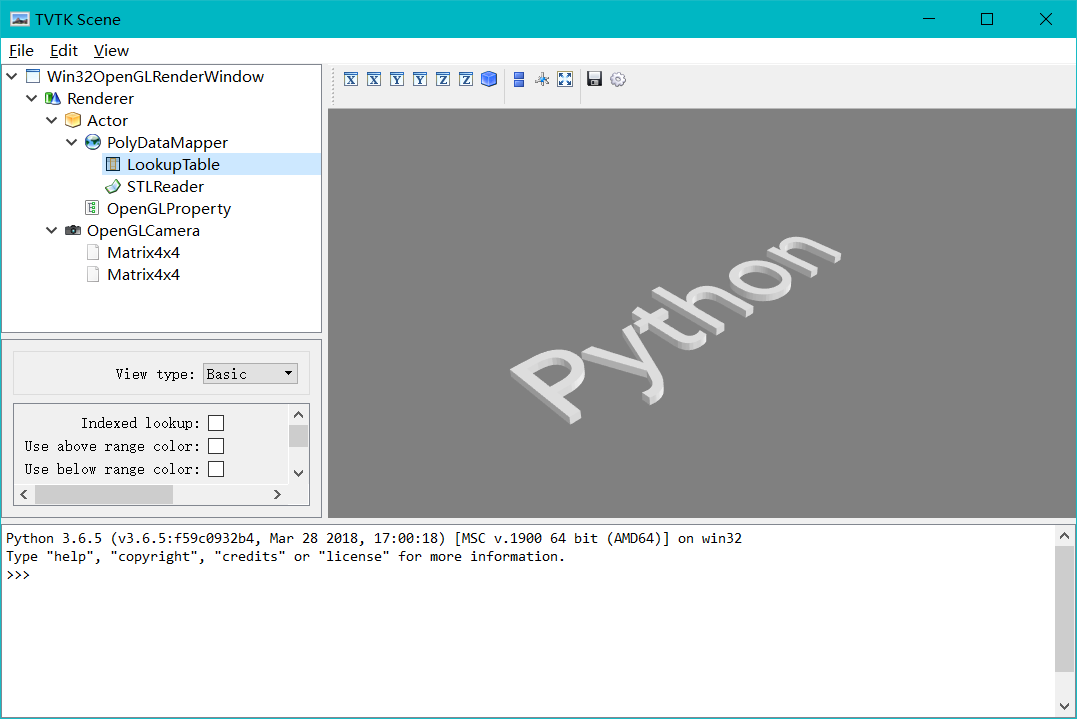 TVTK Scene
File Edit View
Win32OpenGLRenderWindow
Renderer
Actor
PolyDataMapper
LookupTable
STLReader
OpenGLProperty
OpenGLCamera
Matrix4x4
Matrix4x4
X X Y Y Z Z
Python
View type: Basic
Indexed lookup:
Use above range color:
Use below range color:
Python 3.6.5 (v3.6.5:f59c0932b4, Mar 28 2018, 17:00:18) [MSC v.1900 64 bit (AMD64)] on win32
Type "help", "copyright", "credits" or "license" for more information.
>>>